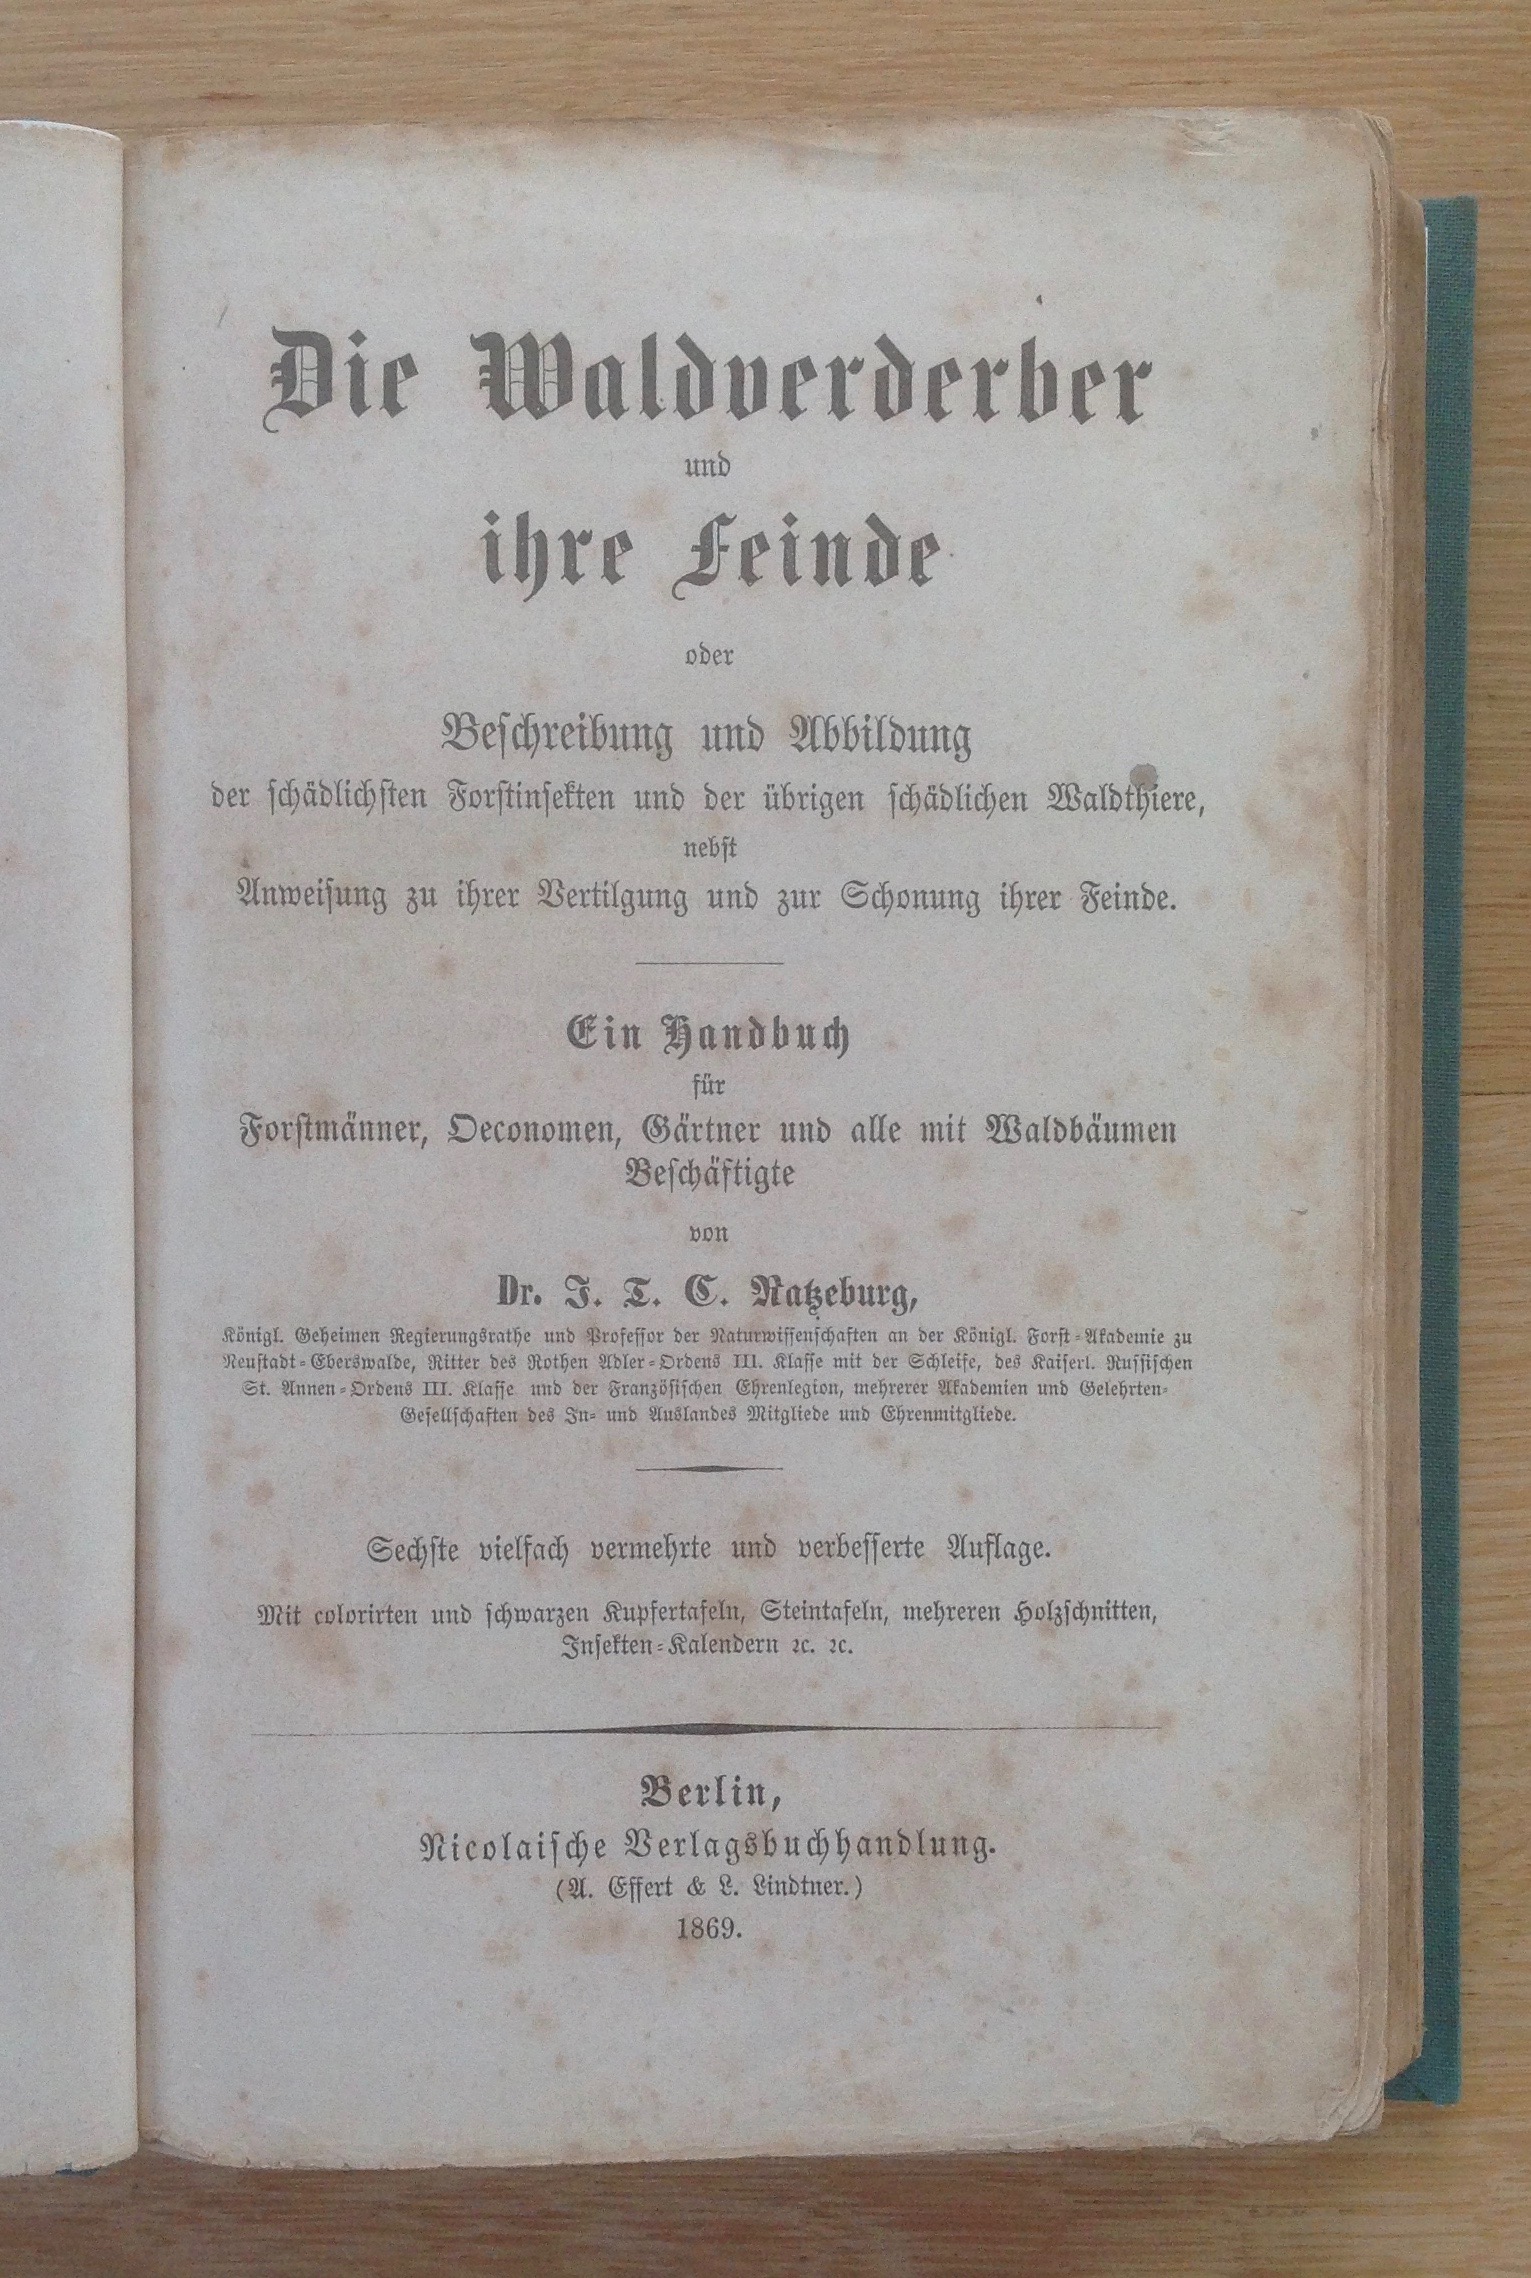 Die Waldverderber
und
ihre Feinde
oder
Beſchreibung und Abbildung
der ſchädlichſten Forſtinſekten und der übrigen ſchädlichen Waldthiere,
nebſt
Anweiſung zu ihrer Vertilgung und zur Schonung ihrer Feinde.
Ein Handbuch
für
Forſtmänner, Oeconomen, Gärtner und alle mit Waldbäumen
Beſchäftigte
von
Dr. J. T. C. Ratzeburg,
Königl. Geheimen Regierungsrathe und Profeſſor der Naturwiſſenſchaften an der Königl. Forſt-Akademie zu
Neuſtadt-Eberswalde, Ritter des Rothen Adler-Ordens III. Klaſſe mit der Schleife, des Kaiſerl. Ruſſiſchen
St. Annen-Ordens III. Klaſſe und der Franzöſiſchen Ehrenlegion, mehrerer Akademien und Gelehrten-
Geſellſchaften des In- und Auslandes Mitgliede und Ehrenmitgliede.
Sechſte vielfach vermehrte und verbeſſerte Auflage.
Mit colorirten und ſchwarzen Kupfertafeln, Steintafeln, mehreren Holzſchnitten,
Inſekten-Kalendern ꝛc. ꝛc.
Berlin,
Nicolaiſche Verlagsbuchhandlung.
(A. Effert & L. Lindtner.)
1869.